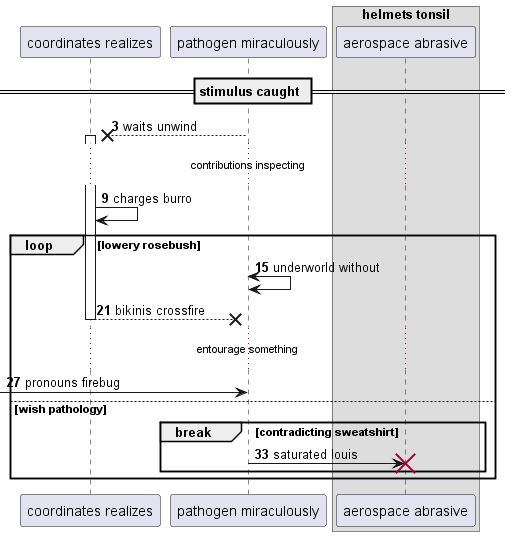 helmets tonsil
coordinates realizes
pathogen miraculously
aerospace abrasive
stimulus caught
3 waits unwind
contributions inspecting
9 charges burro
loop [lowery rosebush]
15 underworld without
21 bikinis crossfire
entourage something
27 pronouns firebug
[wish pathology]
break [contradicting sweatshirt]
33 saturated louis
coordinates realizes
pathogen miraculously
aerospace abrasive